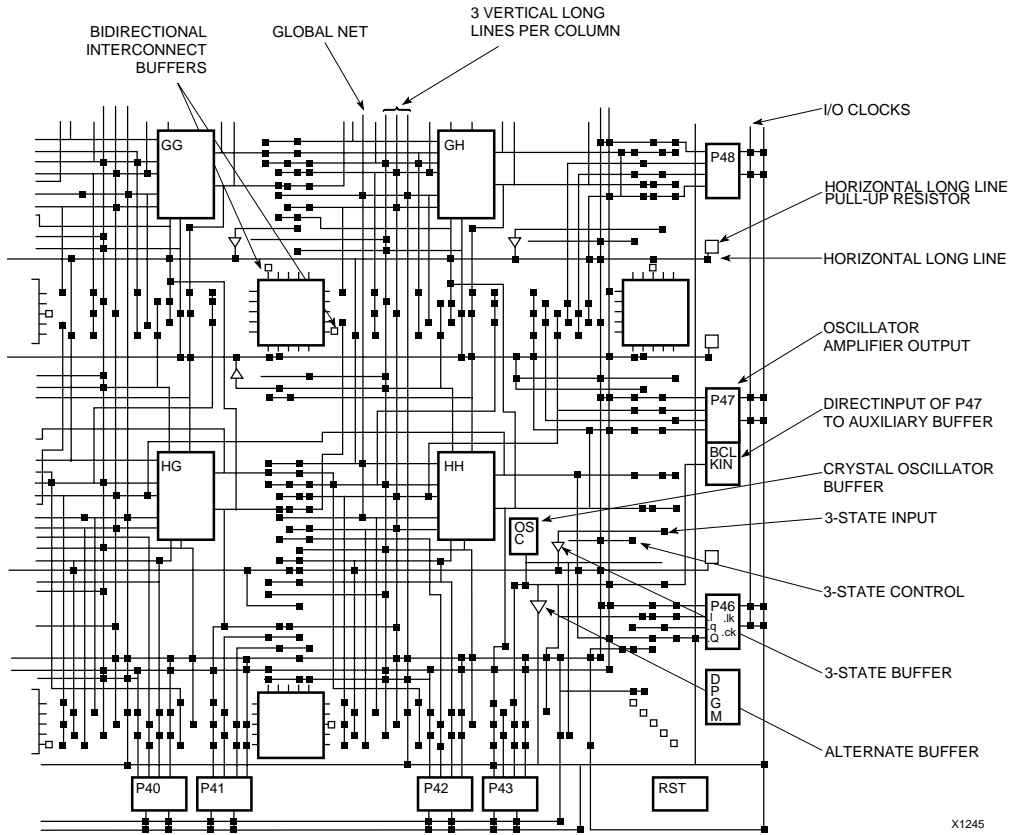 3 VERTICAL LONG
LINES PER COLUMN
GLOBAL NET
BIDIRECTIONAL
INTERCONNECT
BUFFERS
I/O CLOCKS
GG
GH
P48
HORIZONTAL LONG LINE
PULL-UP RESISTOR
HORIZONTAL LONG LINE
OSCILLATOR
AMPLIFIER OUTPUT
P47
DIRECTINPUT OF P47
TO AUXILIARY BUFFER
BCL
KIN
HG
HH
CRYSTAL OSCILLATOR
BUFFER
OS
C
3-STATE INPUT
3-STATE CONTROL
P46
.I .lk
.q
.Q .ck
3-STATE BUFFER
D
P
G
M
ALTERNATE BUFFER
P40
P41
P42
P43
RST
X1245